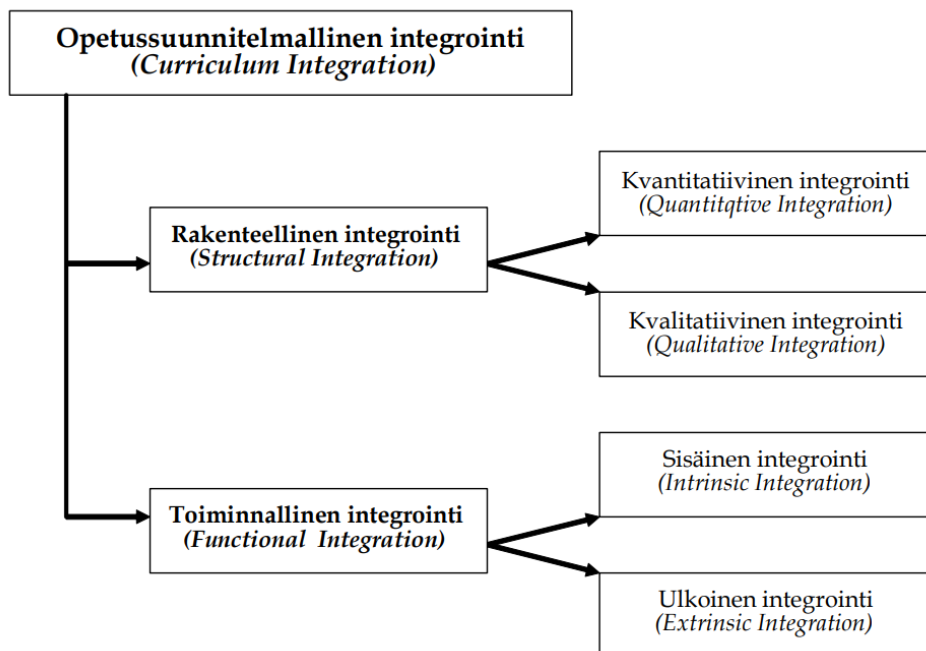 Opetussuunnitelmallinen integrointi
(Curriculum Integration)
Kvantitatiivinen integrointi
(Quantitqtive Integration)
Rakenteellinen integrointi
(Structural Integration)
Kvalitatiivinen integrointi
(Qualitative Integration)
Sisäinen integrointi
(Intrinsic Integration)
Toiminnallinen integrointi
(Functional Integration)
Ulkoinen integrointi
(Extrinsic Integration)